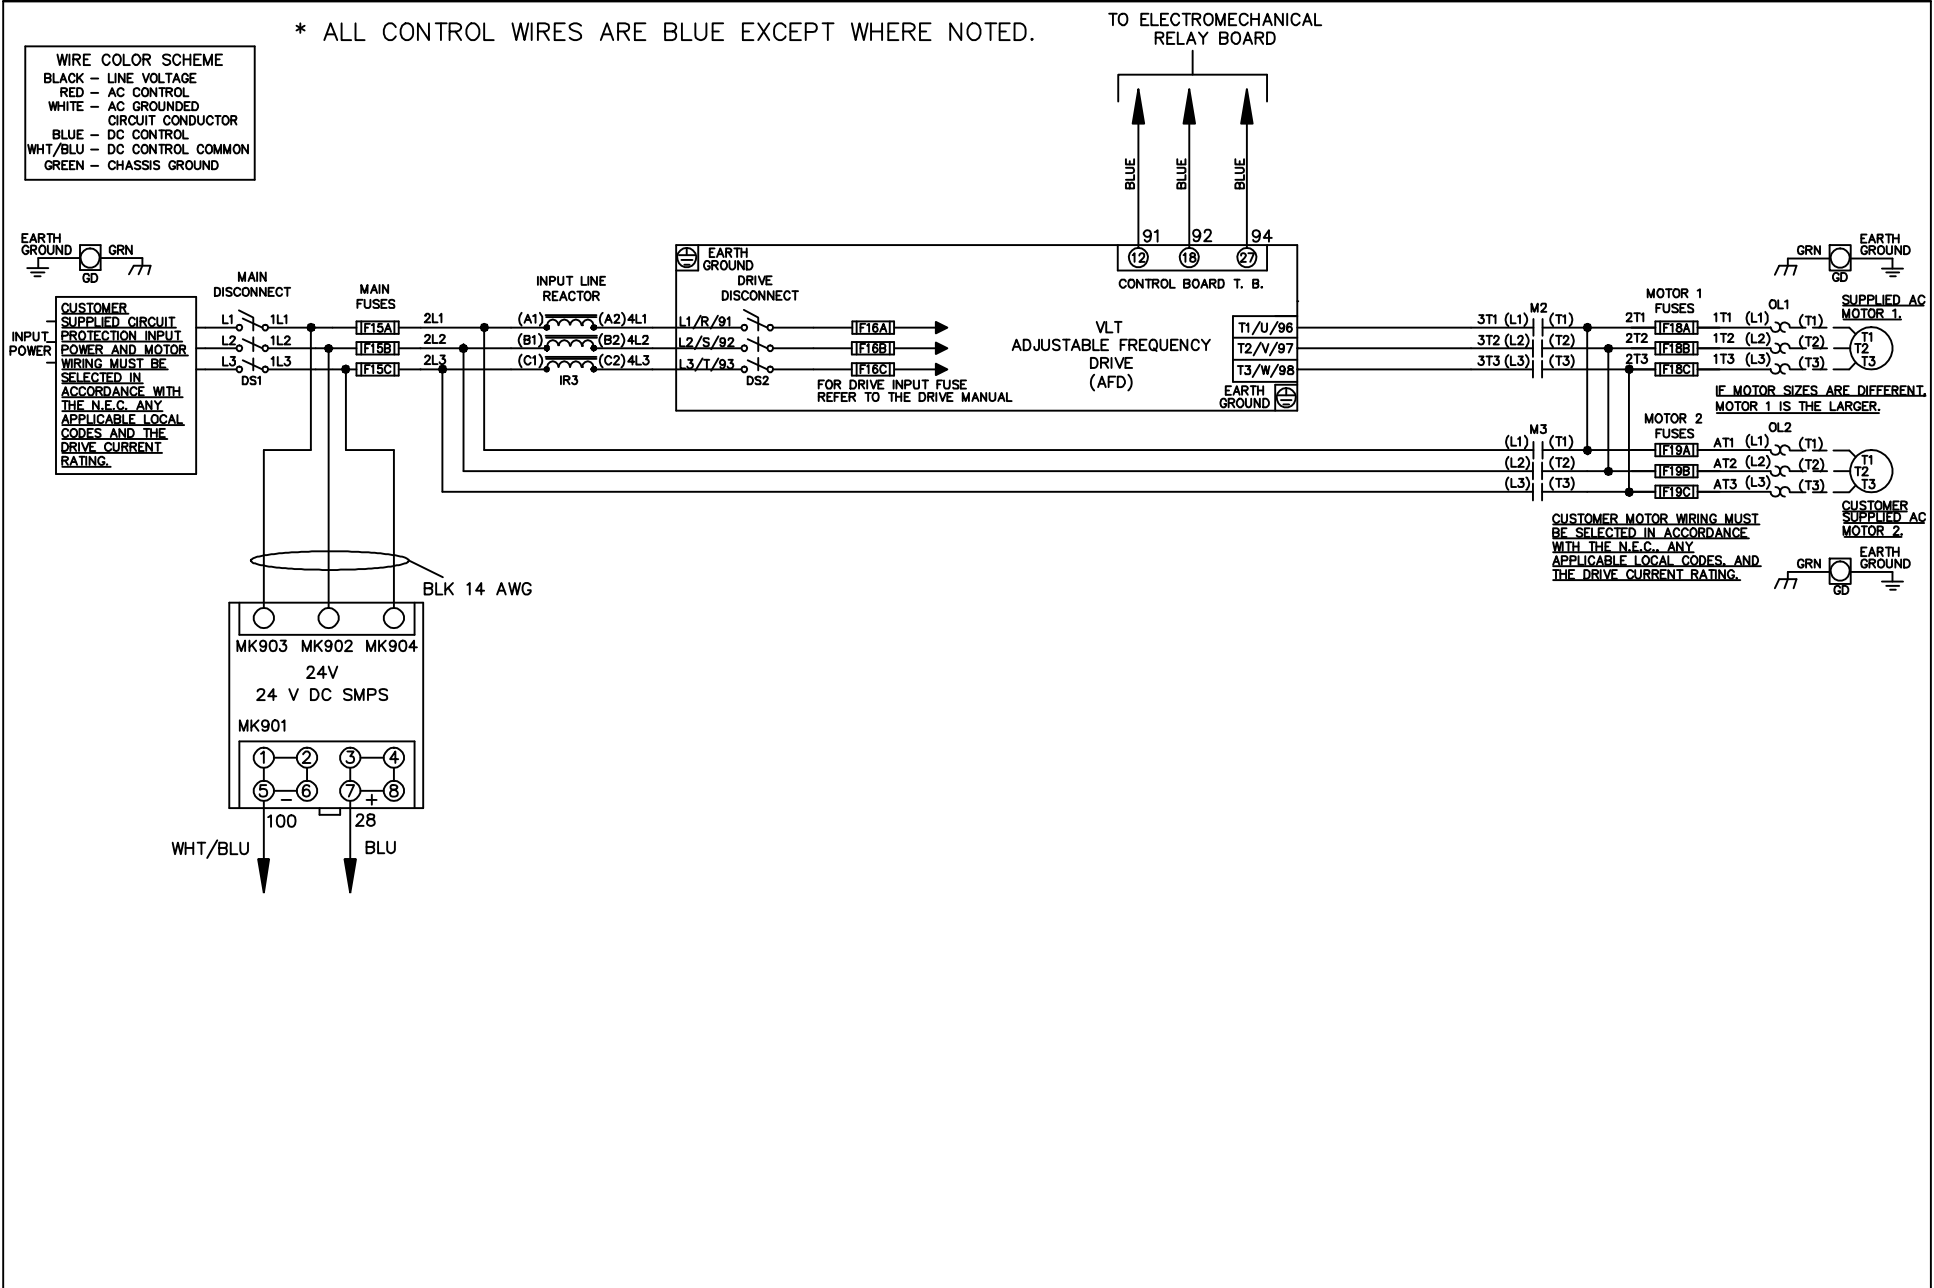 * ALL CONTROL WIRES ARE BLUE EXCEPT WHERE NOTED.
TO ELECTROMECHANICAL
RELAY BOARD
WIRE COLOR SCHEME
BLACK – LINE VOLTAGE
RED – AC CONTROL
WHITE – AC GROUNDED
CIRCUIT CONDUCTOR
BLUE – DC CONTROL
WHT/BLU – DC CONTROL COMMON
GREEN – CHASSIS GROUND
BLUE
BLUE
BLUE
91 92 94
12 18 27
CONTROL BOARD T. B.
EARTH
GROUND
GRN
GD
INPUT
POWER
CUSTOMER
SUPPLIED CIRCUIT
PROTECTION INPUT
POWER AND MOTOR
WIRING MUST BE
SELECTED IN
ACCORDANCE WITH
THE N.E.C. ANY
APPLICABLE LOCAL
CODES AND THE
DRIVE CURRENT
RATING.
MAIN
DISCONNECT
L1 1L1
L2 1L2
L3 1L3
DS1
MAIN
FUSES
F15A
F15B
F15C
2L1
2L2
2L3
INPUT LINE
REACTOR
(A1) (A2) 4L1
(B1) (B2) 4L2
(C1) (C2) 4L3
IR3
EARTH
GROUND
DRIVE
DISCONNECT
L1/R/91
L2/S/92
L3/T/93
DS2
F16A
F16B
F16C
FOR DRIVE INPUT FUSE
REFER TO THE DRIVE MANUAL
VLT
ADJUSTABLE FREQUENCY
DRIVE
(AFD)
T1/U/96
T2/V/97
T3/W/98
EARTH
GROUND
M2
3T1 (L1) (T1)
3T2 (L2) (T2)
3T3 (L3) (T3)
MOTOR 1
FUSES
2T1 F18A 1T1
2T2 F18B 1T2
2T3 F18C 1T3
OL1
(L1) (T1)
(L2) (T2)
(L3) (T3)
GRN
GD
EARTH
GROUND
SUPPLIED AC
MOTOR 1.
T1
T2
T3
IF MOTOR SIZES ARE DIFFERENT,
MOTOR 1 IS THE LARGER.
M3
(L1) (T1)
(L2) (T2)
(L3) (T3)
MOTOR 2
FUSES
F19A AT1
F19B AT2
F19C AT3
OL2
(L1) (T1)
(L2) (T2)
(L3) (T3)
T1
T2
T3
CUSTOMER
SUPPLIED AC
MOTOR 2.
CUSTOMER MOTOR WIRING MUST
BE SELECTED IN ACCORDANCE
WITH THE N.E.C., ANY
APPLICABLE LOCAL CODES, AND
THE DRIVE CURRENT RATING.
GRN
GD
EARTH
GROUND
BLK 14 AWG
MK903 MK902 MK904
24V
24 V DC SMPS
MK901
1 2 3 4
5 – 6 7 + 8
100 28
WHT/BLU BLU